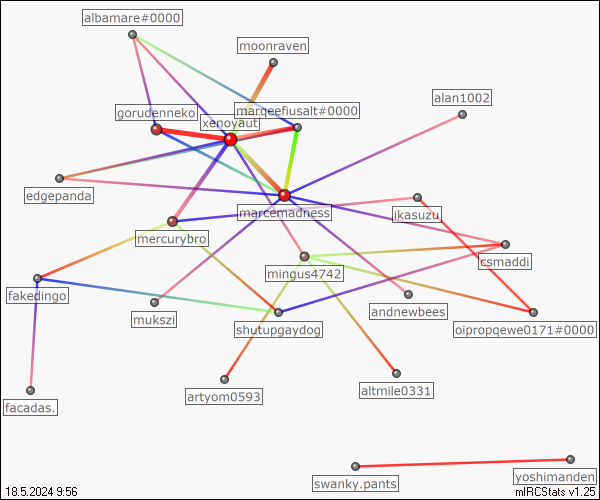 albamare#0000
moonraven
alan1002
marqeefiusalt#0000
gorudenneko
xenoyaut
edgepanda
jkasuzu
marcemadness
mercurybro
csmaddi
mingus4742
fakedingo
andnewbees
mukszi
shutupgaydog
oipropqewe0171#0000
altmile0331
artyom0593
facadas.
yoshimanden
swanky.pants
18.5.2024 9:56
mIRCStats v1.25